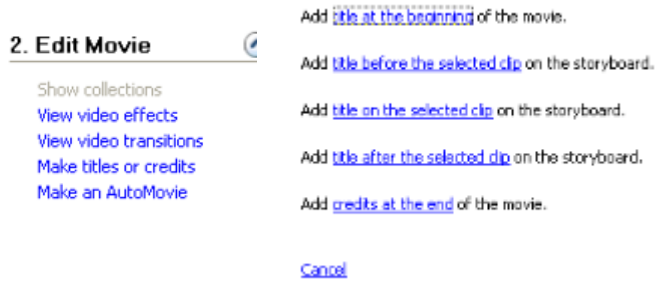 2. Edit Movie
Show collections
View video effects
View video transitions
Make titles or credits
Make an AutoMovie
Add title at the beginning of the movie.
Add title before the selected clip on the storyboard.
Add title on the selected clip on the storyboard.
Add title after the selected clip on the storyboard.
Add credits at the end of the movie.
Cancel